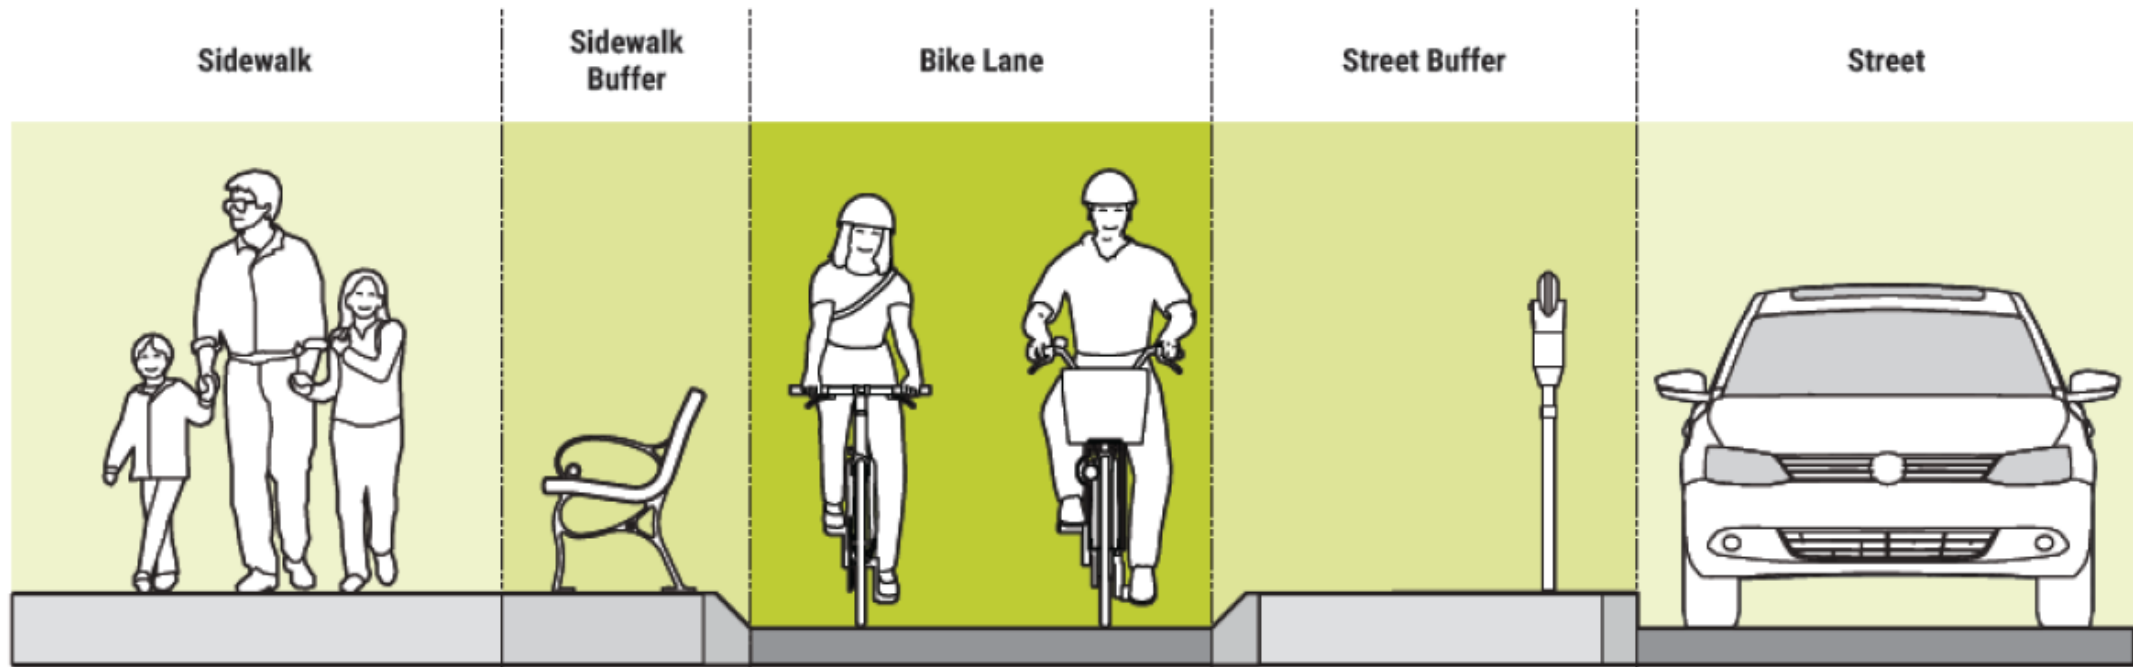 Sidewalk
Sidewalk
Buffer
Bike Lane
Street Buffer
Street